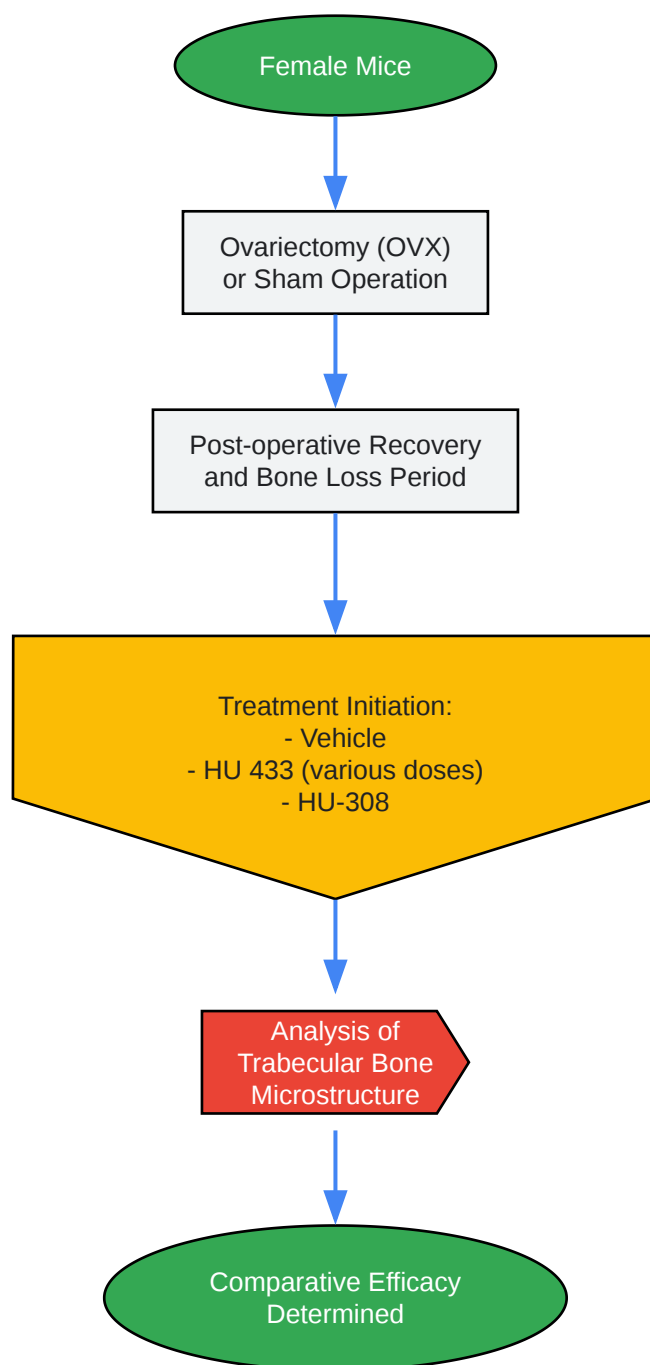 Female Mice
Ovariectomy (OVX)
or Sham Operation
Post-operative Recovery
and Bone Loss Period
Treatment Initiation:
- Vehicle
- HU 433 (various doses)
- HU-308
Analysis of
Trabecular Bone
Microstructure
Comparative Efficacy
Determined